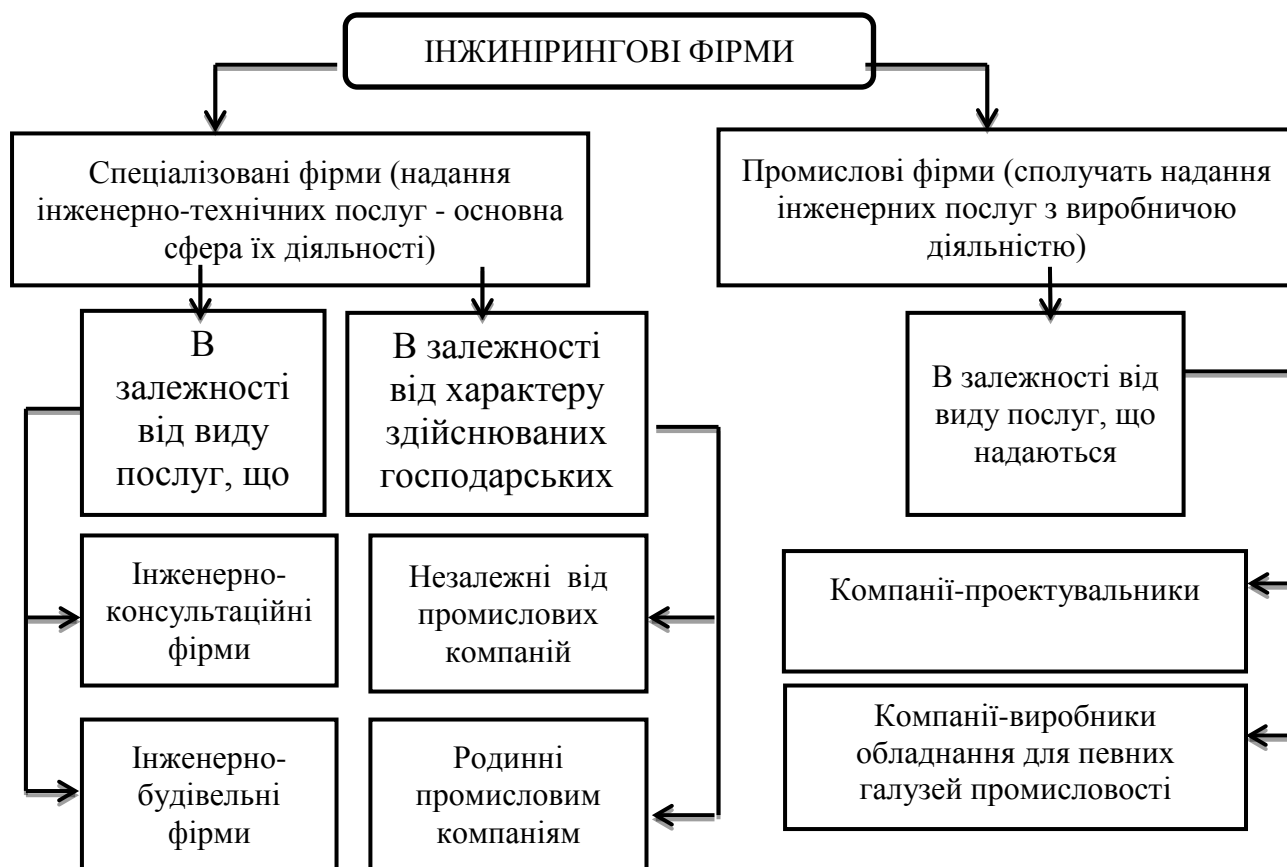 ІНЖИНІРИНГОВІ ФІРМИ
Спеціалізовані фірми (надання
інженерно-технічних послуг - основна
сфера їх діяльності)
Промислові фірми (сполучать надання
інженерних послуг з виробничою
діяльністю)
В
залежності
від виду
послуг, що
В залежності
від характеру
здійснюваних
господарських
В залежності від
виду послуг, що
надаються
Інженерно-
консультаційні
фірми
Незалежні від
промислових
компаній
Компанії-проектувальники
Інженерно-
будівельні
фірми
Родинні
промисловим
компаніям
Компанії-виробники
обладнання для певних
галузей промисловості